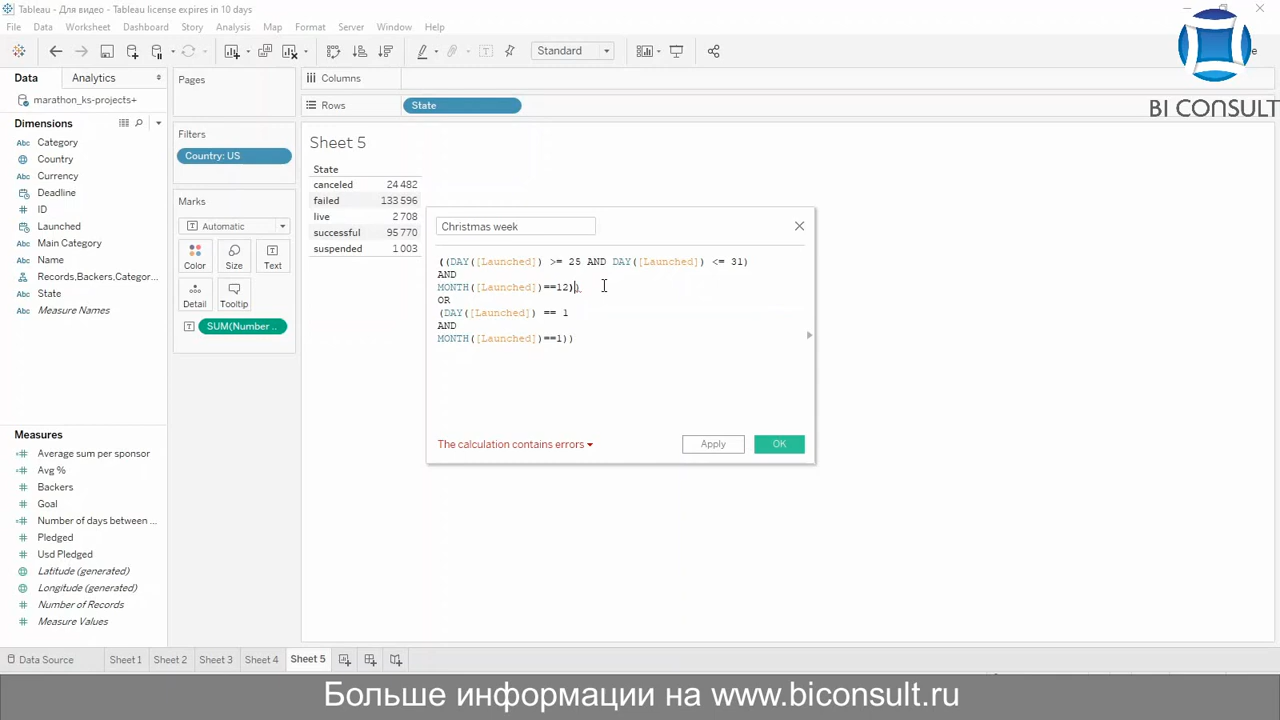 Tableau - Для видео - Tableau license expires in 10 days
File Data Worksheet Dashboard Story Analysis Map Format Server Window Help
Standard
Data Analytics
marathon_ks-projects+
Dimensions
Abc Category
Country
Abc Currency
Deadline
# ID
Launched
Abc Main Category
Abc Name
Records,Backers,Categor...
Abc State
Abc Measure Names
Measures
Average sum per sponsor
Avg %
Backers
Goal
Number of days between ...
Pledged
Usd Pledged
Latitude (generated)
Longitude (generated)
Number of Records
Measure Values
Pages
Filters
Country: US
Marks
Automatic
Color Size Text
Detail Tooltip
SUM(Number ..
Columns
Rows State
Sheet 5
State
canceled 24 482
failed 133 596
live 2 708
successful 95 770
suspended 1 003
Christmas week
((DAY([Launched]) >= 25 AND DAY([Launched]) <= 31)
AND
MONTH([Launched])==12))
OR
(DAY([Launched]) == 1
AND
MONTH([Launched])==1))
The calculation contains errors
Apply OK
BI CONSULT
Data Source Sheet 1 Sheet 2 Sheet 3 Sheet 4 Sheet 5
Больше информации на www.biconsult.ru